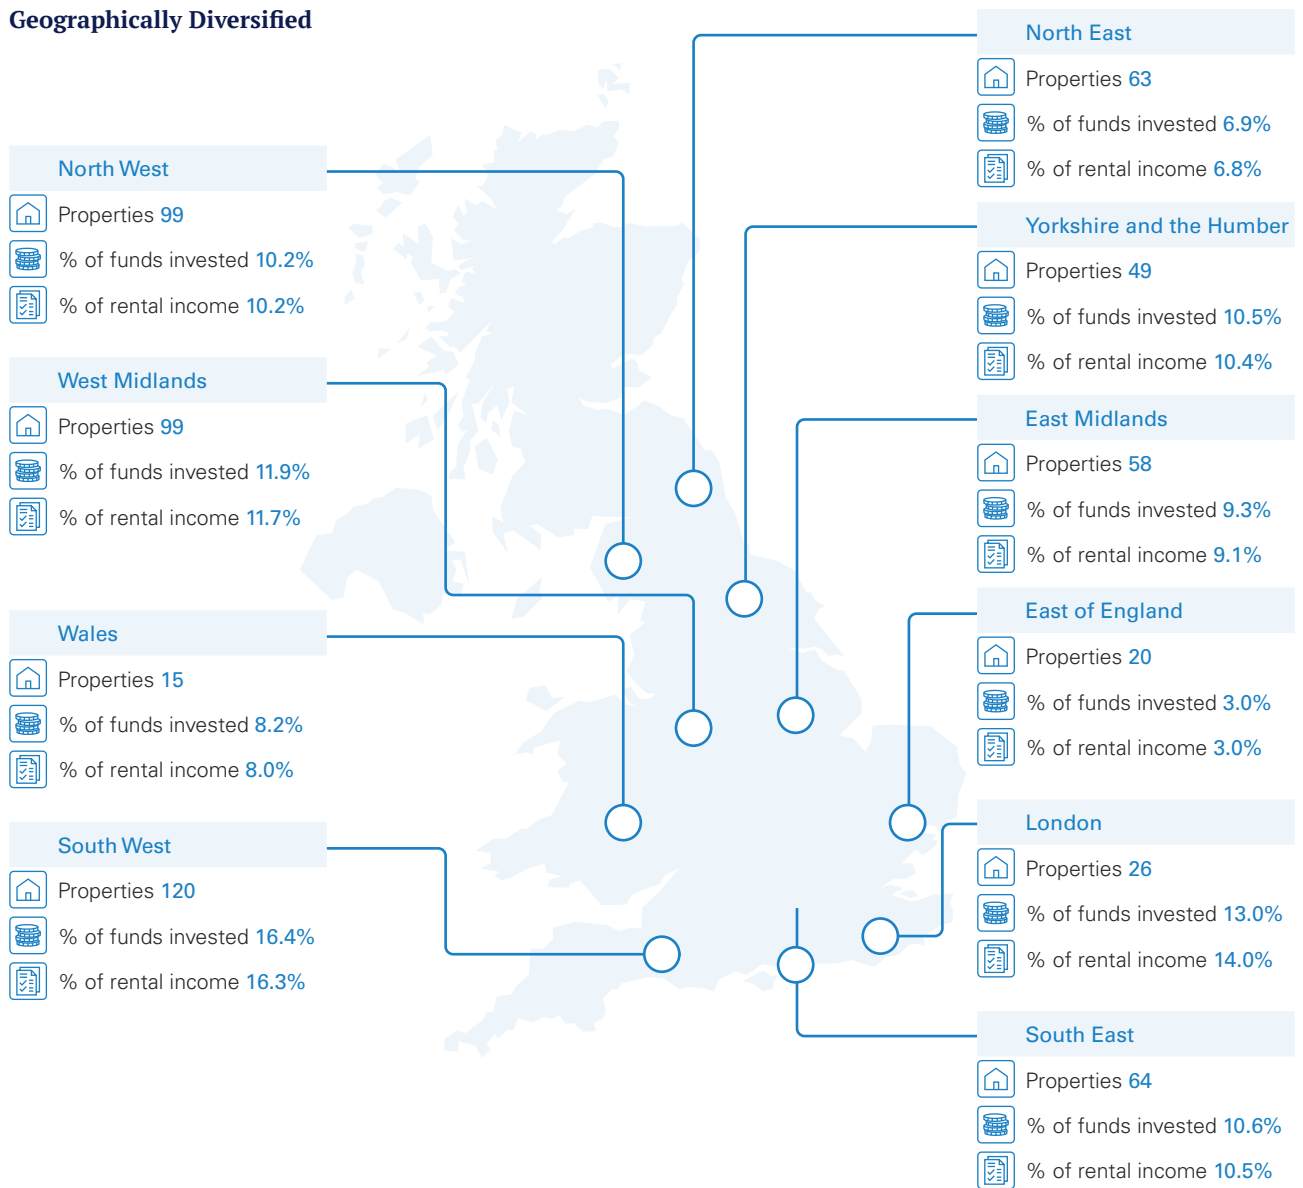 Geographically Diversified
North West
Properties 99
% of funds invested 10.2%
% of rental income 10.2%
West Midlands
Properties 99
% of funds invested 11.9%
% of rental income 11.7%
Wales
Properties 15
% of funds invested 8.2%
% of rental income 8.0%
South West
Properties 120
% of funds invested 16.4%
% of rental income 16.3%
North East
Properties 63
% of funds invested 6.9%
% of rental income 6.8%
Yorkshire and the Humber
Properties 49
% of funds invested 10.5%
% of rental income 10.4%
East Midlands
Properties 58
% of funds invested 9.3%
% of rental income 9.1%
East of England
Properties 20
% of funds invested 3.0%
% of rental income 3.0%
London
Properties 26
% of funds invested 13.0%
% of rental income 14.0%
South East
Properties 64
% of funds invested 10.6%
% of rental income 10.5%